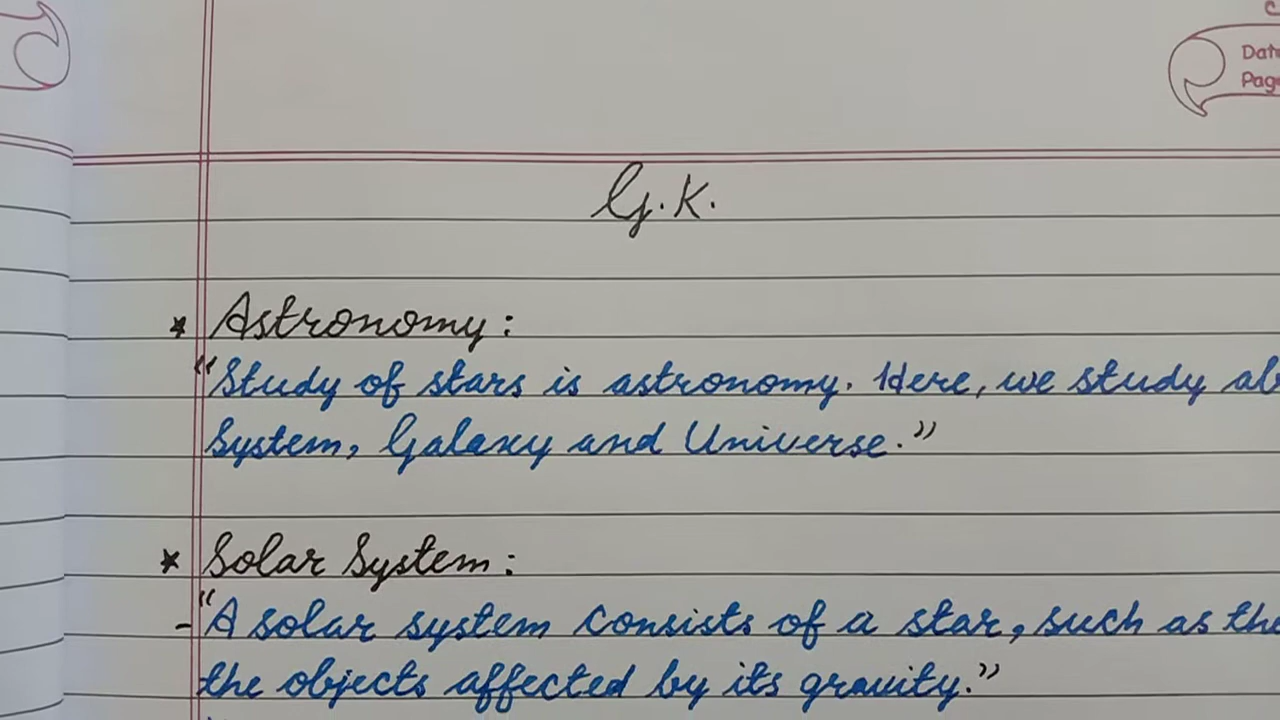 C
Date
Page
G.K.
* Astronomy:
"Study of stars is astronomy. Here, we study
System, Galaxy and Universe."
* Solar System:
- "A solar system consists of a star, such as the
the objects affected by its gravity."